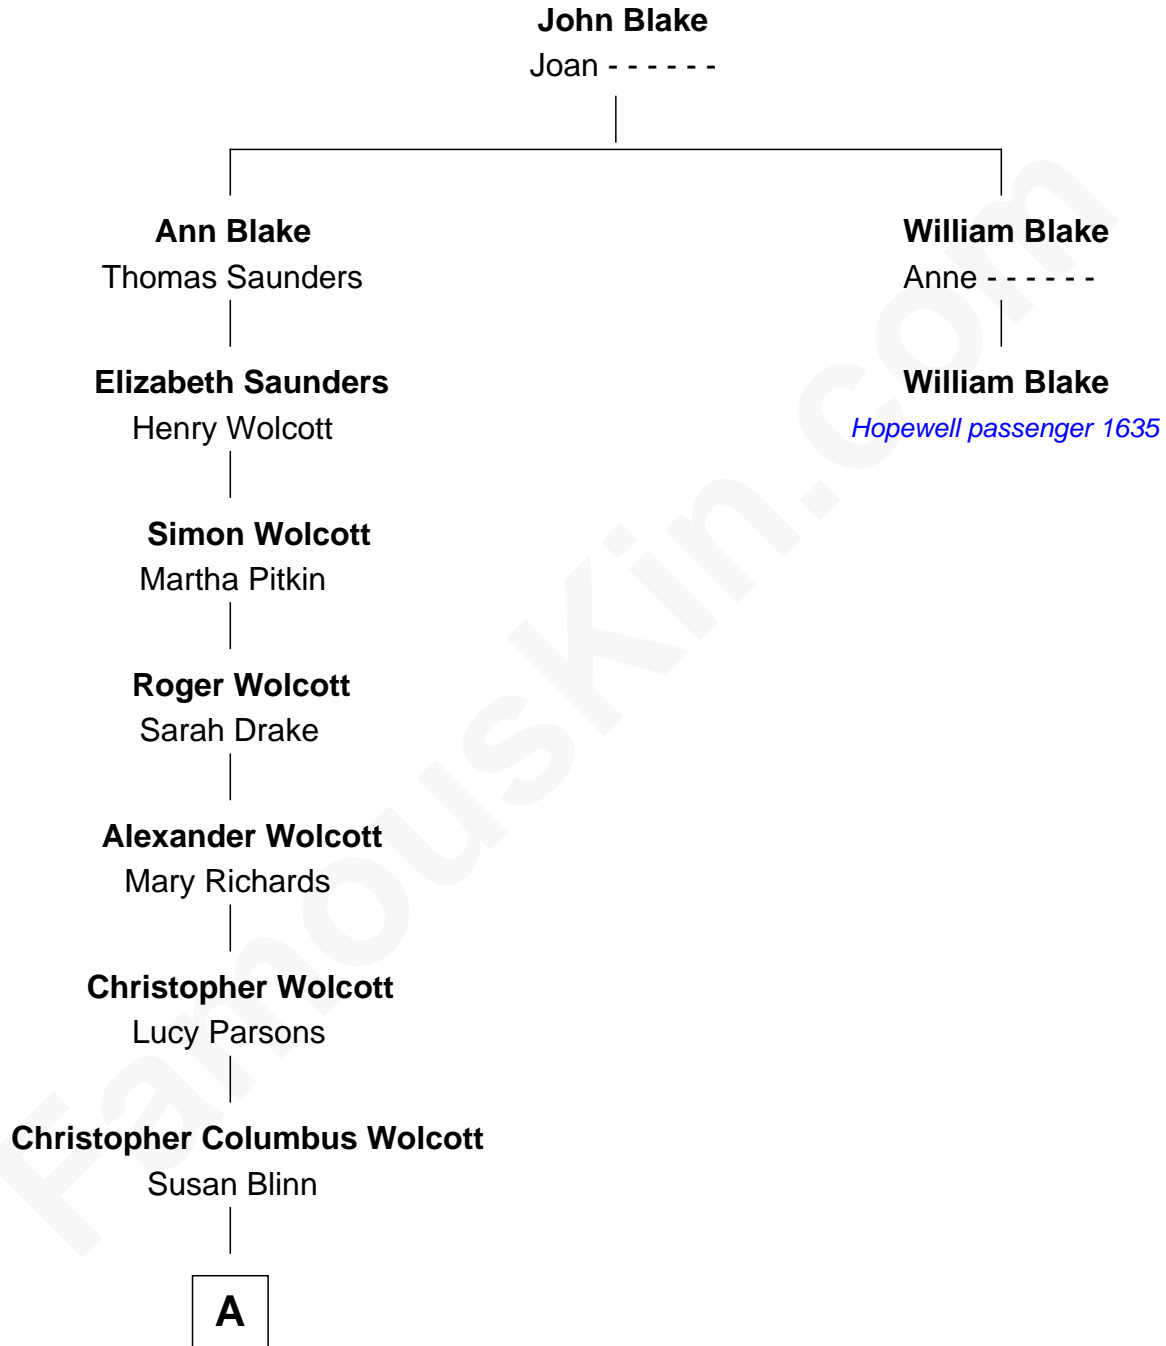 John Blake
Joan - - - - - -
Ann Blake
Thomas Saunders
William Blake
Anne - - - - - -
Elizabeth Saunders
Henry Wolcott
William Blake
Hopewell passenger 1635
Simon Wolcott
Martha Pitkin
Roger Wolcott
Sarah Drake
Alexander Wolcott
Mary Richards
Christopher Wolcott
Lucy Parsons
Christopher Columbus Wolcott
Susan Blinn
A
FamousKin.com